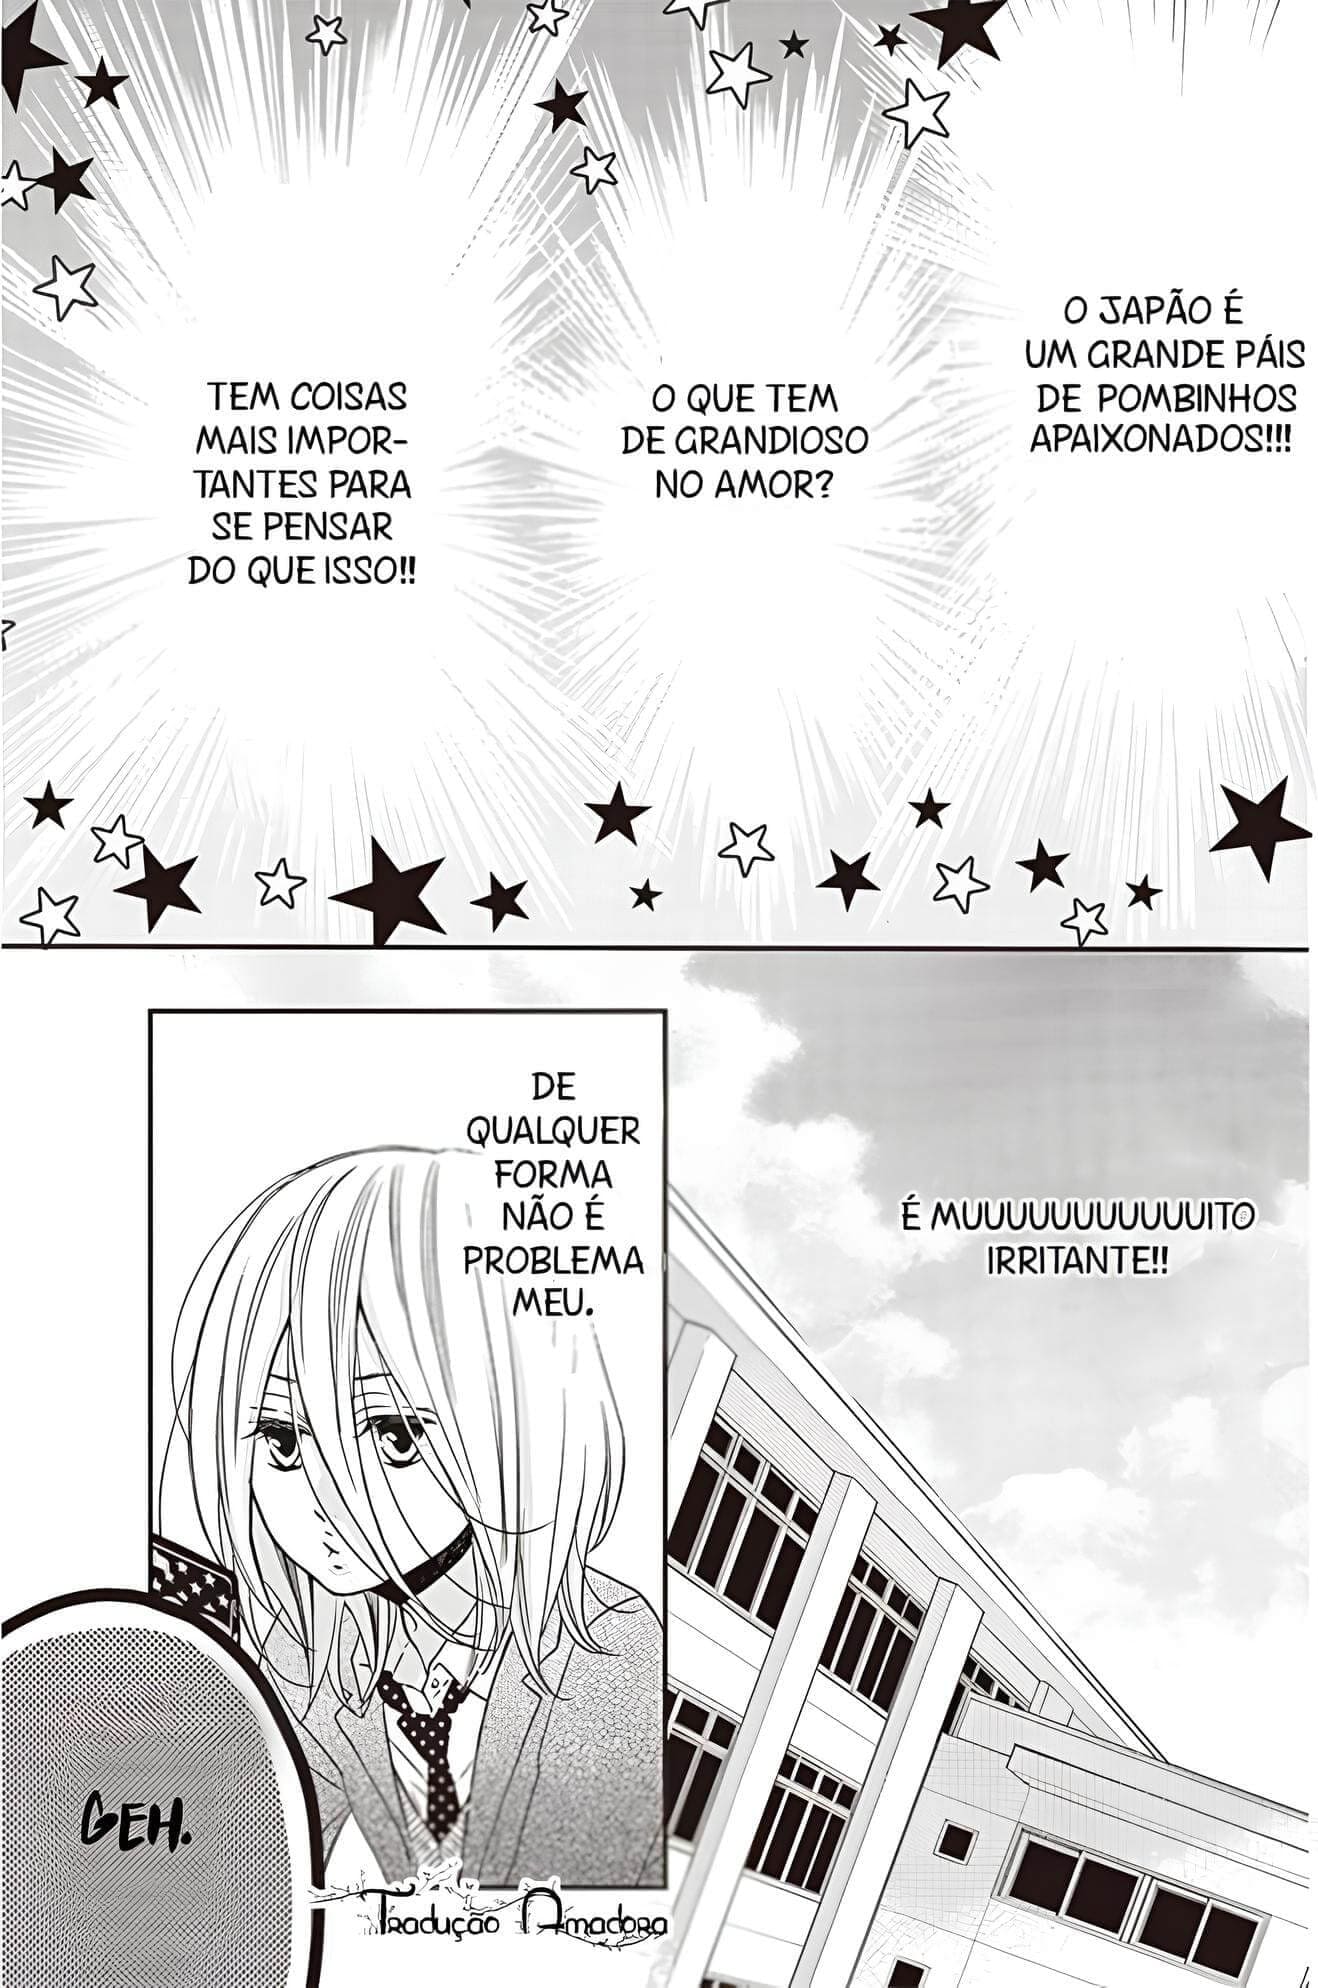 O JAPÃO É
UM GRANDE PÁIS
DE POMBINHOS
APAIXONADOS!!!
O QUE TEM
DE GRANDIOSO
NO AMOR?
TEM COISAS
MAIS IMPOR-
TANTES PARA
SE PENSAR
DO QUE ISSO!!
É MUUUUUUUUUUUITO
IRRITANTE!!
DE
QUALQUER
FORMA
NÃO É
PROBLEMA
MEU.
GEH.
Tradução Amadora